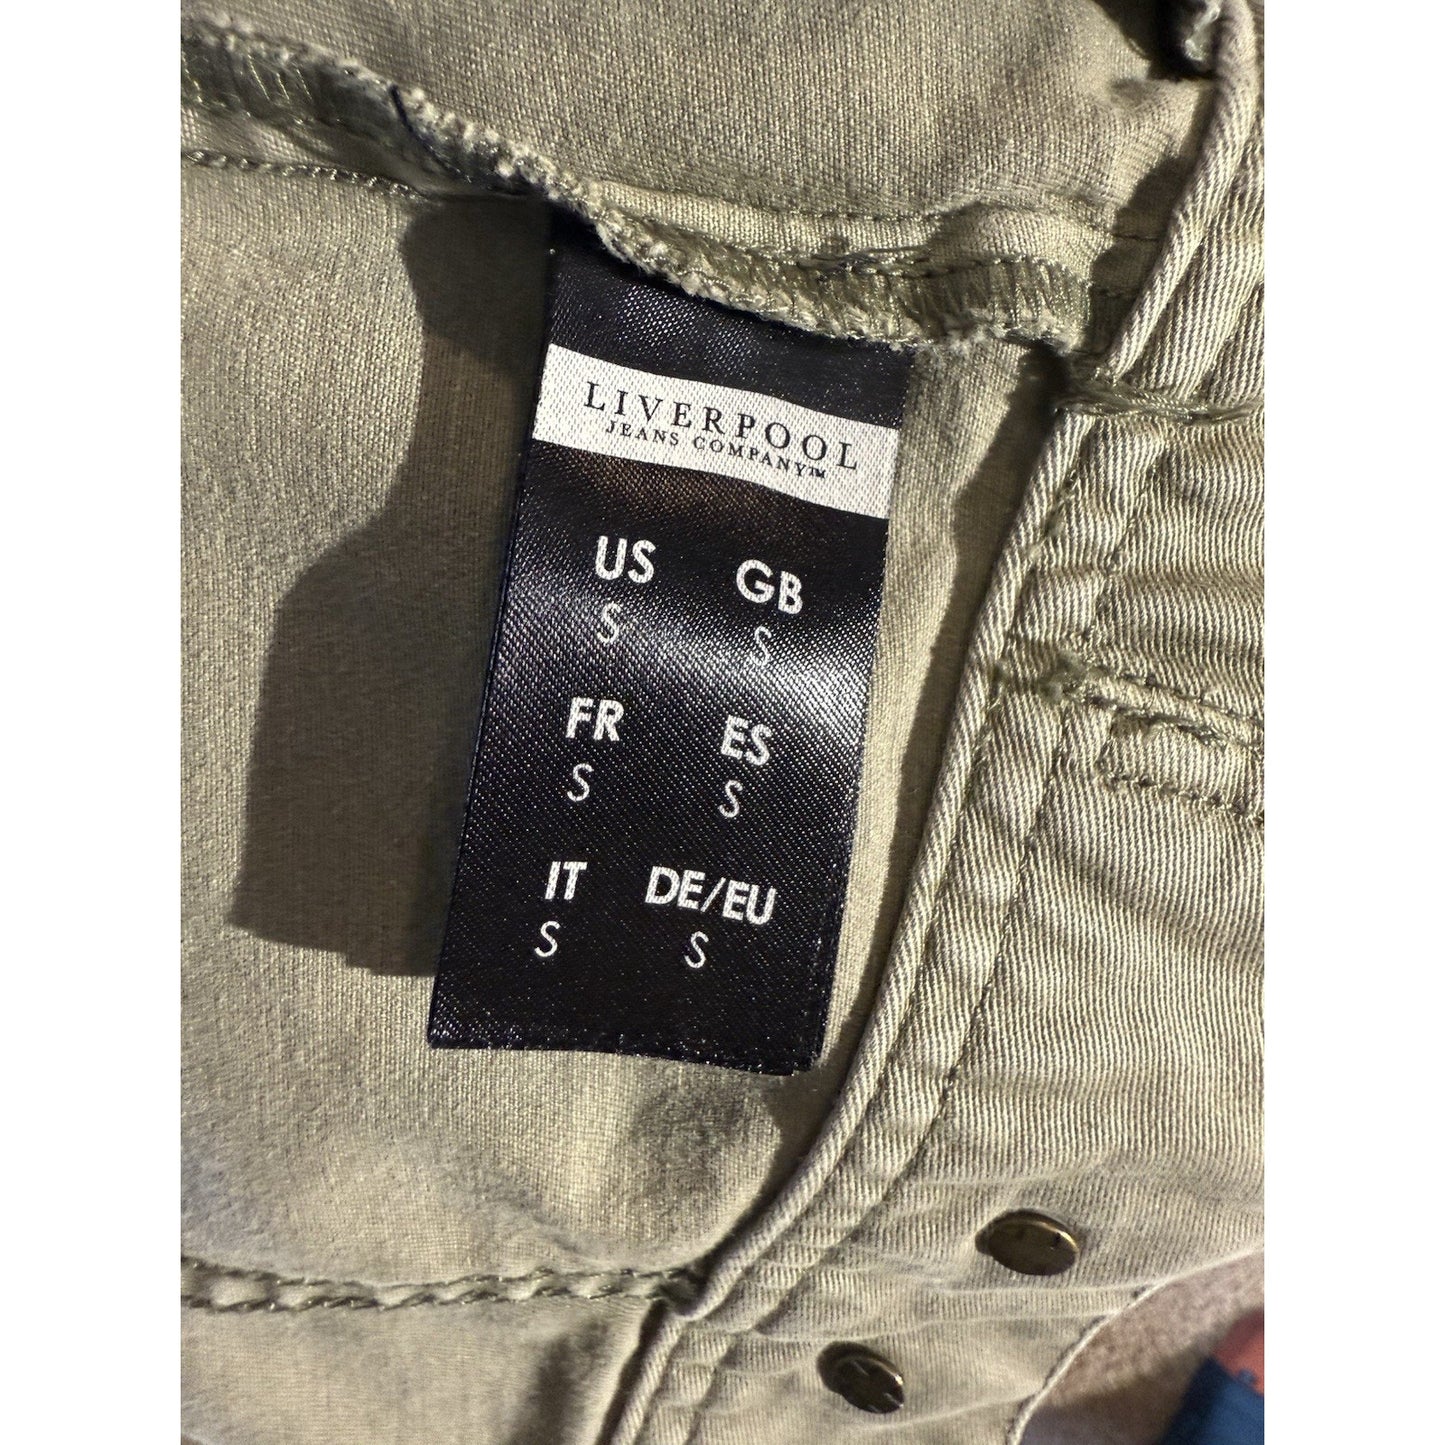 LIVERPOOL
JEANS COMPANY™
US GB
S S
FR ES
S S
IT DE/EU
S S